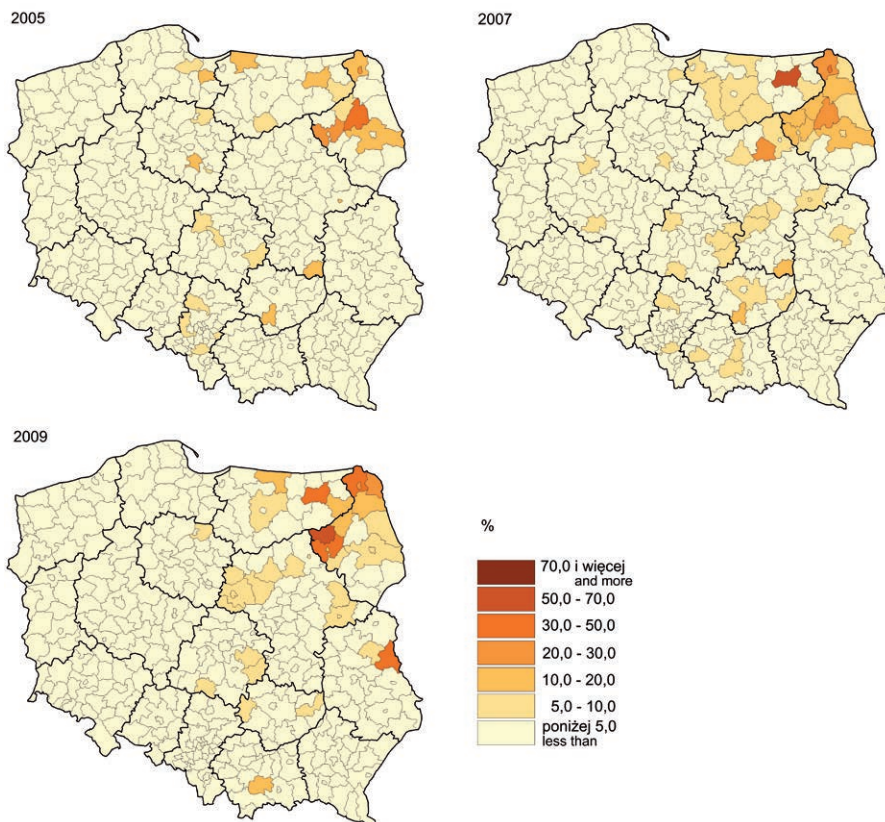 2005
2007
2009
%
70,0 i więcej
and more
50,0 - 70,0
30,0 - 50,0
20,0 - 30,0
10,0 - 20,0
5,0 - 10,0
poniżej 5,0
less than